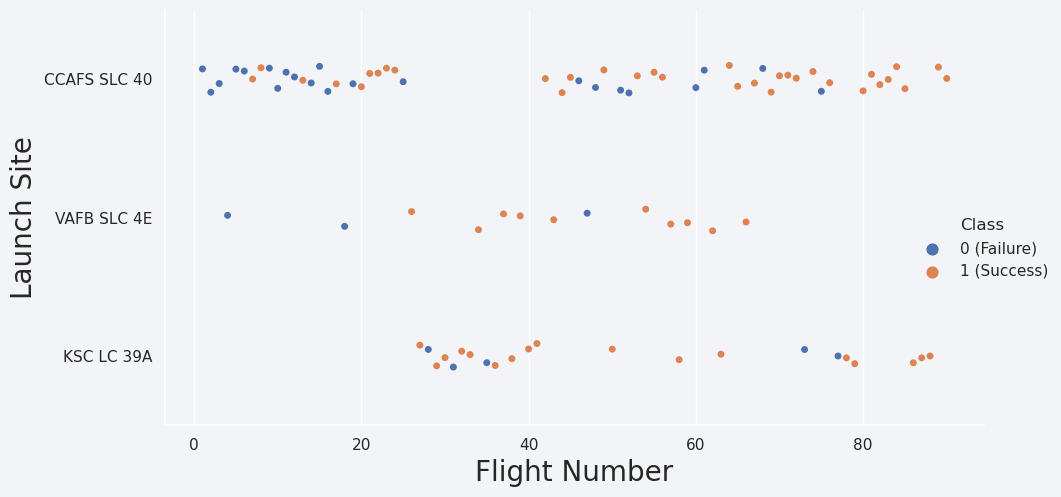 CCAFS SLC 40
VAFB SLC 4E
KSC LC 39A
Launch Site
0 20 40 60 80
Flight Number
Class
0 (Failure)
1 (Success)